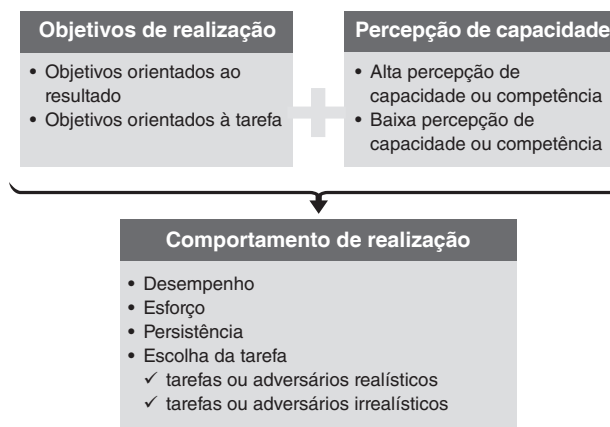 Objetivos de realização
• Objetivos orientados ao
resultado
• Objetivos orientados à tarefa
Percepção de capacidade
• Alta percepção de
capacidade ou competência
• Baixa percepção de
capacidade ou competência
Comportamento de realização
• Desempenho
• Esforço
• Persistência
• Escolha da tarefa
✓ tarefas ou adversários realísticos
✓ tarefas ou adversários irrealísticos